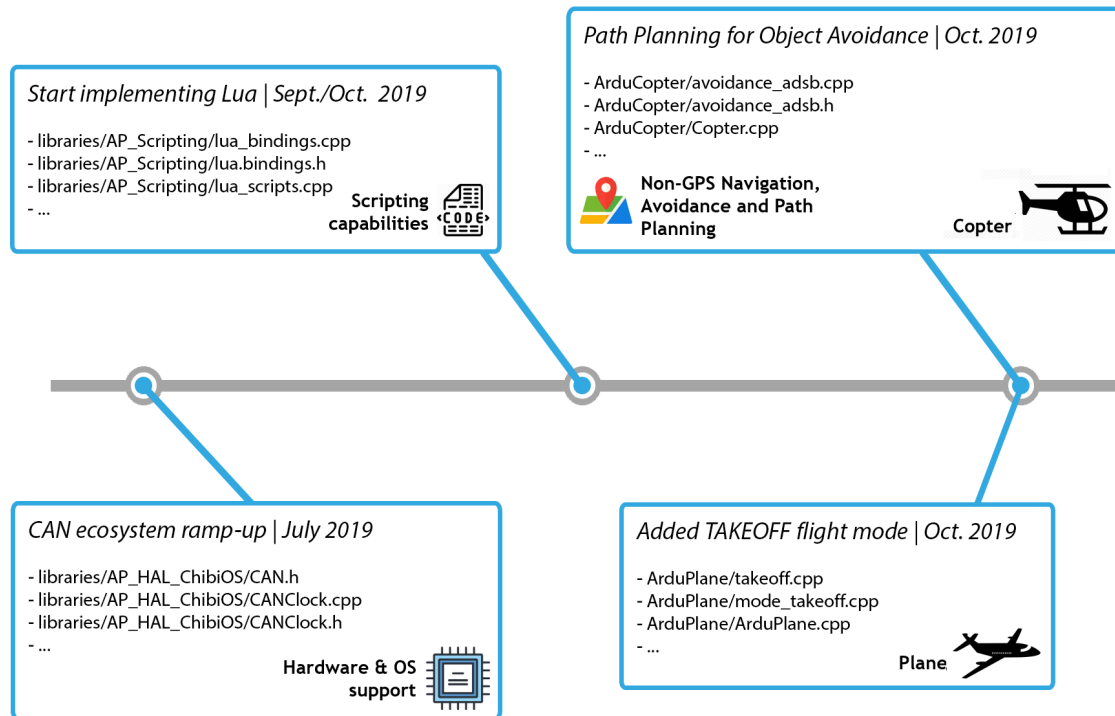 Start implementing Lua | Sept./Oct. 2019
- libraries/AP_Scripting/lua_bindings.cpp
- libraries/AP_Scripting/lua.bindings.h
- libraries/AP_Scripting/lua_scripts.cpp
- ...
Scripting
capabilities
<CODE>
Path Planning for Object Avoidance | Oct. 2019
- ArduCopter/avoidance_adsb.cpp
- ArduCopter/avoidance_adsb.h
- ArduCopter/Copter.cpp
- ...
Non-GPS Navigation,
Avoidance and Path
Planning
Copter
CAN ecosystem ramp-up | July 2019
- libraries/AP_HAL_ChibiOS/CAN.h
- libraries/AP_HAL_ChibiOS/CANClock.cpp
- libraries/AP_HAL_ChibiOS/CANClock.h
- ...
Hardware & OS
support
Added TAKEOFF flight mode | Oct. 2019
- ArduPlane/takeoff.cpp
- ArduPlane/mode_takeoff.cpp
- ArduPlane/ArduPlane.cpp
- ...
Plane